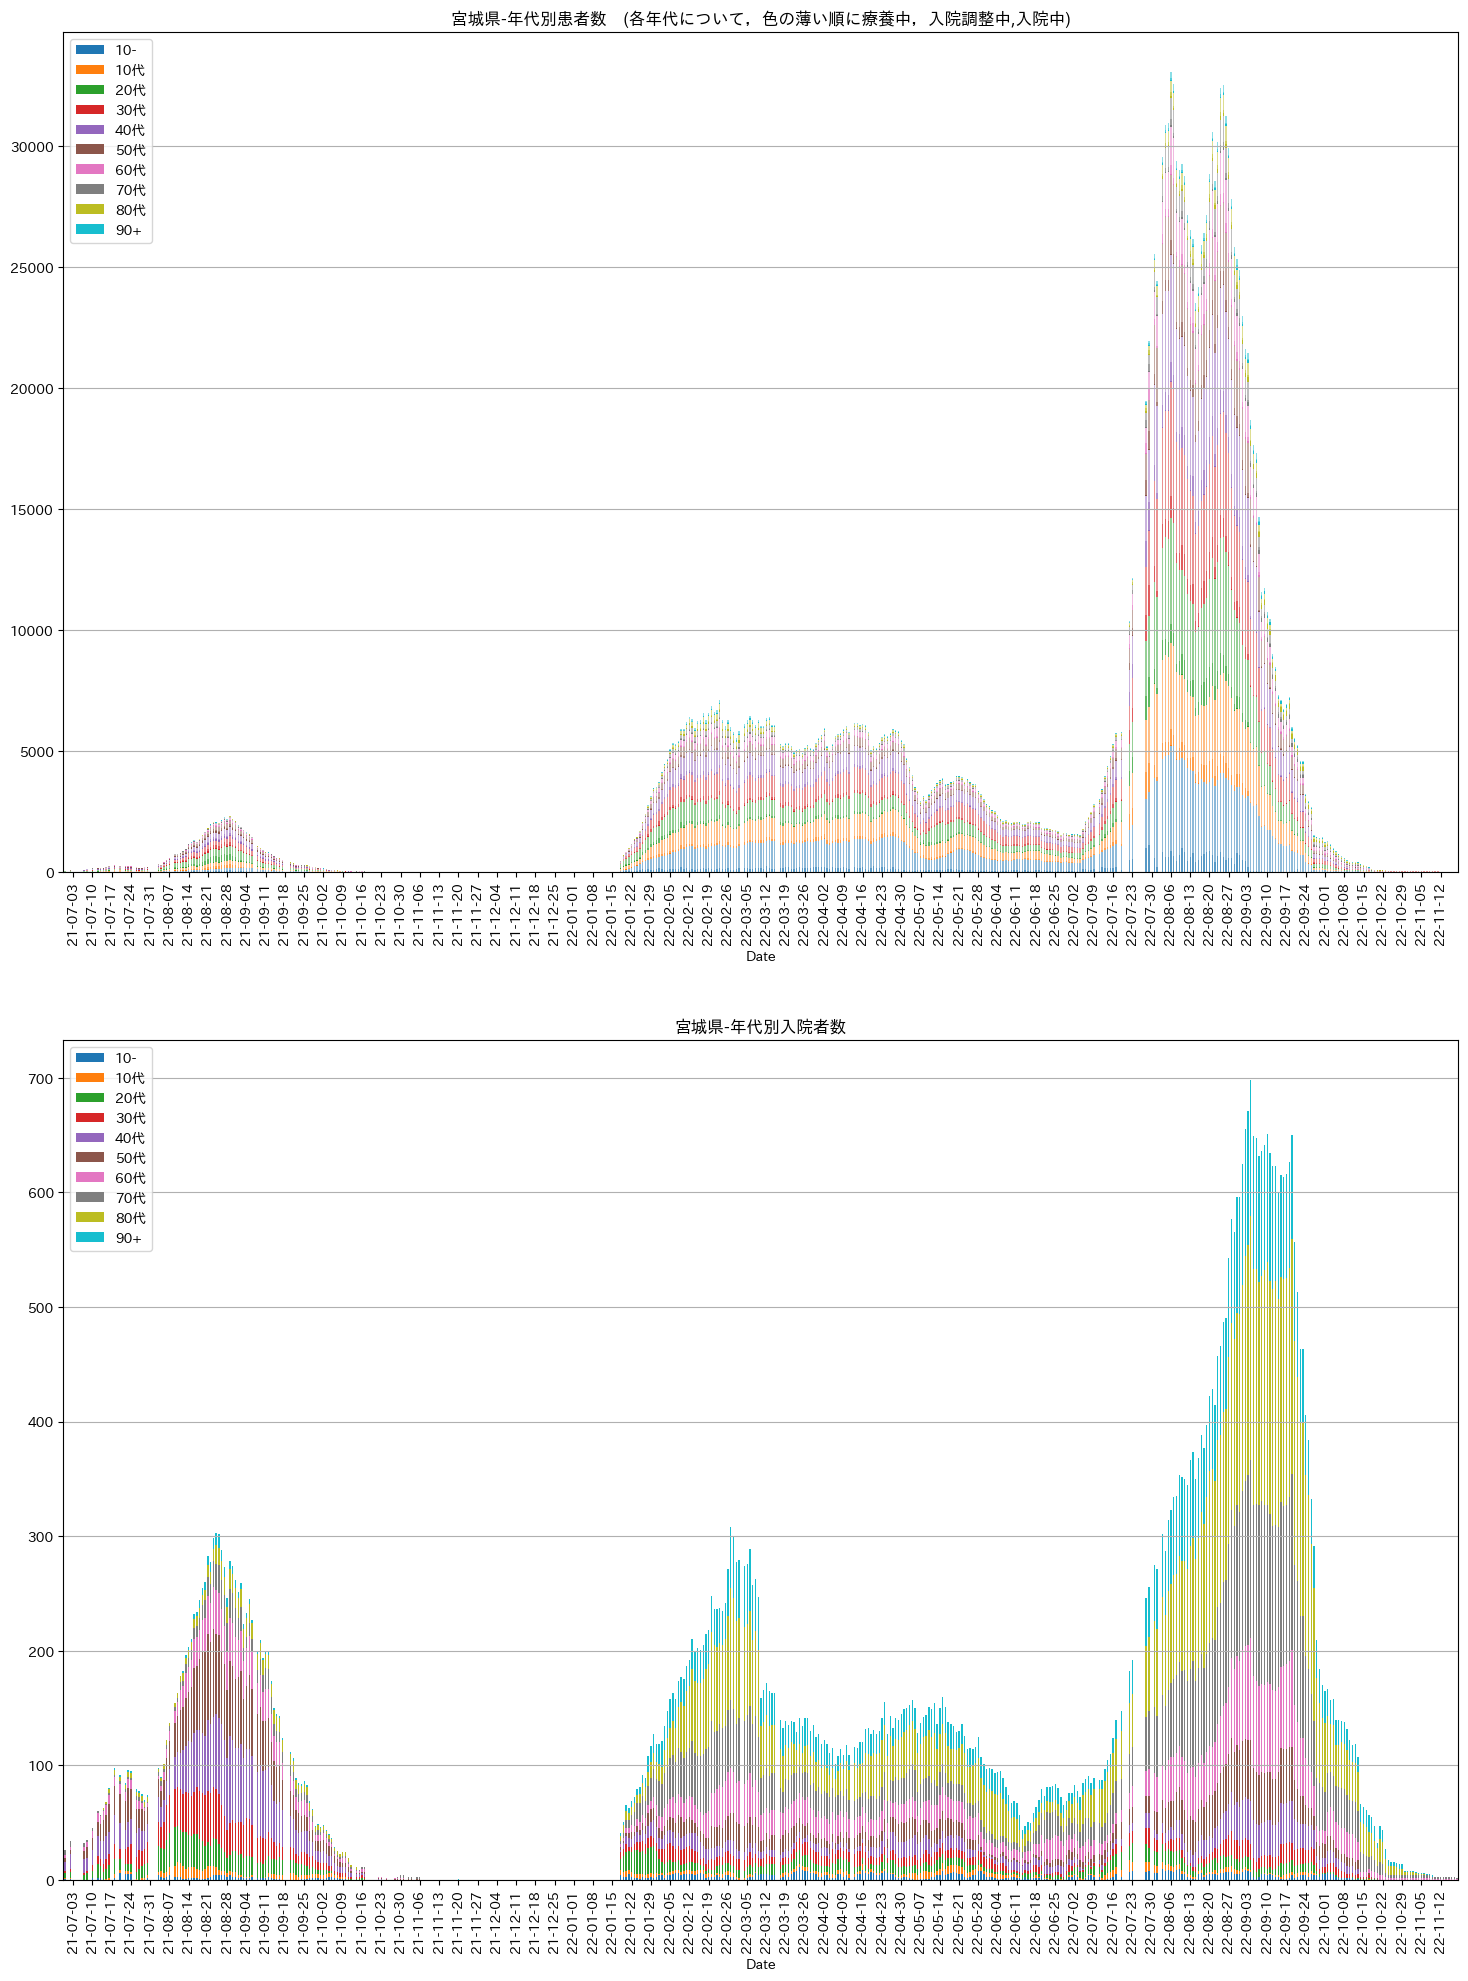 宮城県-年代別患者数　(各年代について，色の薄い順に療養中，入院調整中,入院中)
10-
10代
20代
30代
40代
50代
60代
70代
80代
90+
30000
25000
20000
15000
10000
5000
0
21-07-03 21-07-10 21-07-17 21-07-24 21-07-31 21-08-07 21-08-14 21-08-21 21-08-28 21-09-04 21-09-11 21-09-18 21-09-25 21-10-02 21-10-09 21-10-16 21-10-23 21-10-30 21-11-06 21-11-13 21-11-20 21-11-27 21-12-04 21-12-11 21-12-18 21-12-25 22-01-01 22-01-08 22-01-15 22-01-22 22-01-29 22-02-05 22-02-12 22-02-19 22-02-26 22-03-05 22-03-12 22-03-19 22-03-26 22-04-02 22-04-09 22-04-16 22-04-23 22-04-30 22-05-07 22-05-14 22-05-21 22-05-28 22-06-04 22-06-11 22-06-18 22-06-25 22-07-02 22-07-09 22-07-16 22-07-23 22-07-30 22-08-06 22-08-13 22-08-20 22-08-27 22-09-03 22-09-10 22-09-17 22-09-24 22-10-01 22-10-08 22-10-15 22-10-22 22-10-29 22-11-05 22-11-12
Date
宮城県-年代別入院者数
10-
10代
20代
30代
40代
50代
60代
70代
80代
90+
700
600
500
400
300
200
100
0
21-07-03 21-07-10 21-07-17 21-07-24 21-07-31 21-08-07 21-08-14 21-08-21 21-08-28 21-09-04 21-09-11 21-09-18 21-09-25 21-10-02 21-10-09 21-10-16 21-10-23 21-10-30 21-11-06 21-11-13 21-11-20 21-11-27 21-12-04 21-12-11 21-12-18 21-12-25 22-01-01 22-01-08 22-01-15 22-01-22 22-01-29 22-02-05 22-02-12 22-02-19 22-02-26 22-03-05 22-03-12 22-03-19 22-03-26 22-04-02 22-04-09 22-04-16 22-04-23 22-04-30 22-05-07 22-05-14 22-05-21 22-05-28 22-06-04 22-06-11 22-06-18 22-06-25 22-07-02 22-07-09 22-07-16 22-07-23 22-07-30 22-08-06 22-08-13 22-08-20 22-08-27 22-09-03 22-09-10 22-09-17 22-09-24 22-10-01 22-10-08 22-10-15 22-10-22 22-10-29 22-11-05 22-11-12
Date